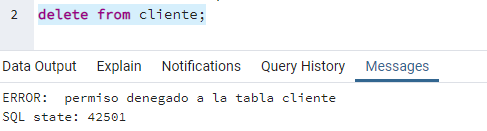 2 delete from cliente;
Data Output Explain Notifications Query History Messages
ERROR:  permiso denegado a la tabla cliente
SQL state: 42501